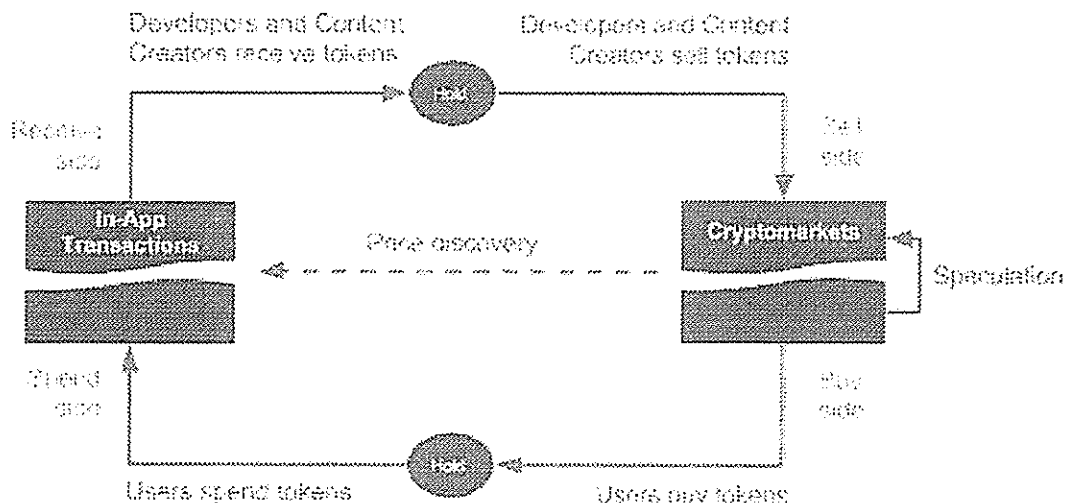 Developers and Content
Creators receive tokens
Developers and Content
Creators sell tokens
Hold
Receive
side
Sell
side
In-App
Transactions
Price discovery
Cryptomarkets
Speculation
Spend
side
Buy
side
Hold
Users spend tokens
Users buy tokens